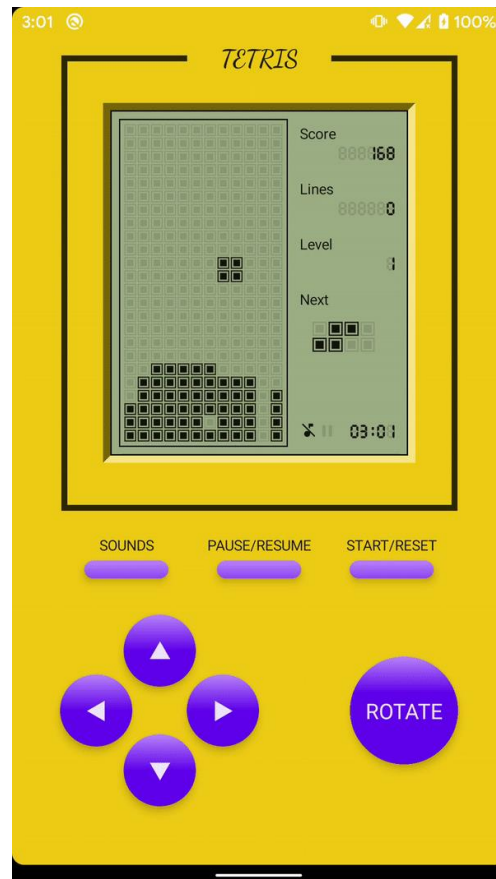 3:01 100%
TETRIS
Score
168
Lines
0
Level
1
Next
03:01
SOUNDS PAUSE/RESUME START/RESET
ROTATE